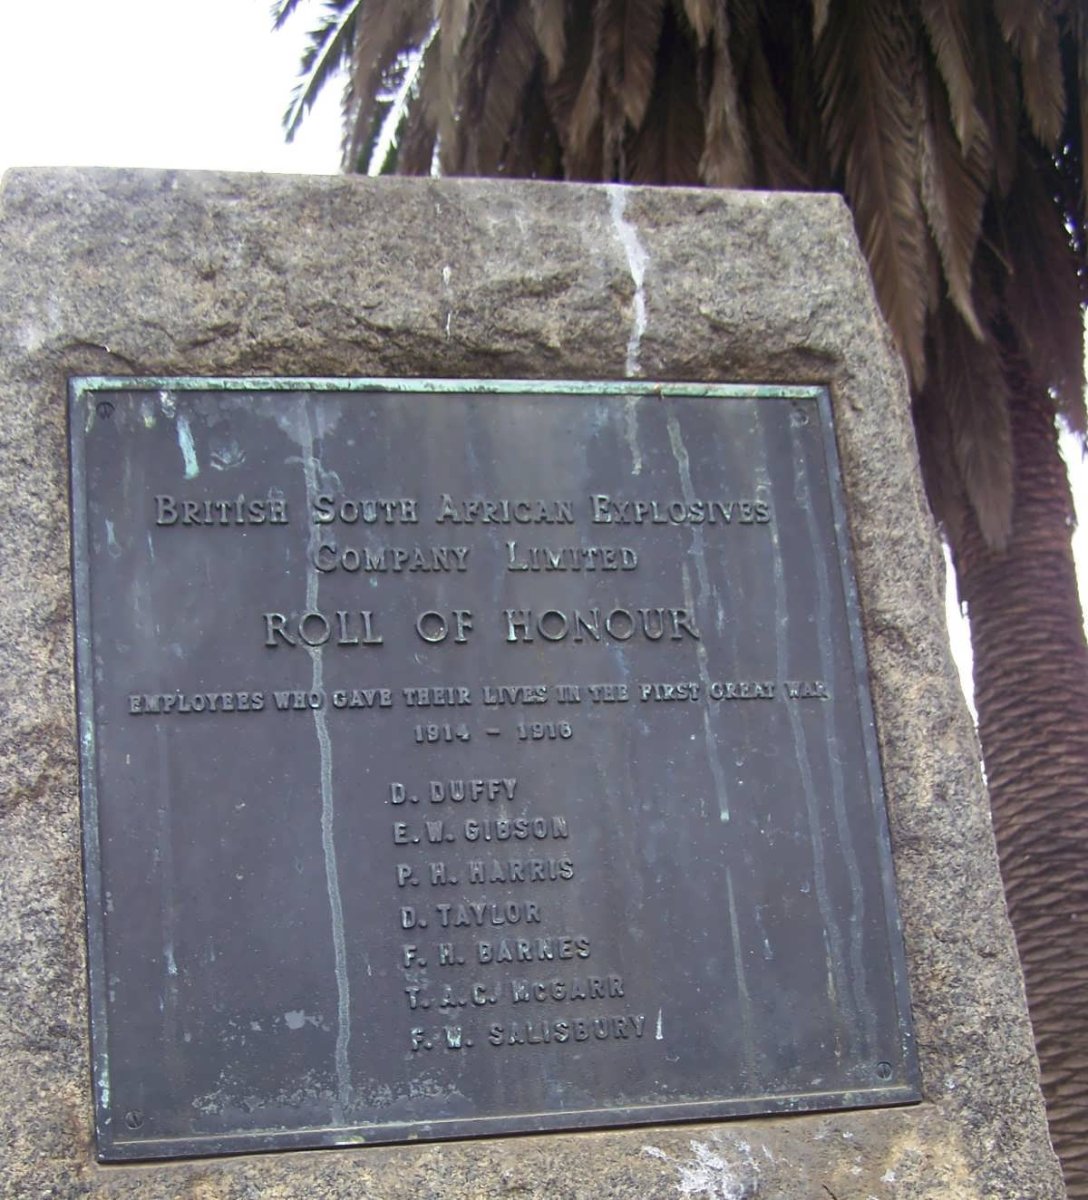 BRITISH SOUTH AFRICAN EXPLOSIVES
COMPANY LIMITED
ROLL OF HONOUR
EMPLOYEES WHO GAVE THEIR LIVES IN THE FIRST GREAT WAR
1914 - 1918
D. DUFFY
E.W. GIBSON
P. H. HARRIS
D. TAYLOR
F. H. BARNES
T. A.C. MCGARR
F. W. SALISBURY